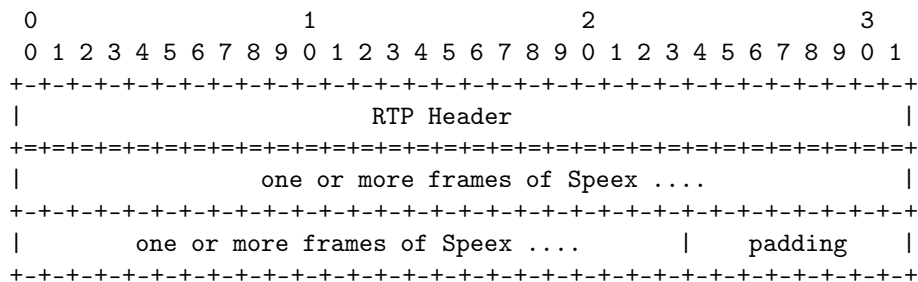 0                   1                   2                   3
 0 1 2 3 4 5 6 7 8 9 0 1 2 3 4 5 6 7 8 9 0 1 2 3 4 5 6 7 8 9 0 1
+-+-+-+-+-+-+-+-+-+-+-+-+-+-+-+-+-+-+-+-+-+-+-+-+-+-+-+-+-+-+-+-+
|                         RTP Header                            |
+=+=+=+=+=+=+=+=+=+=+=+=+=+=+=+=+=+=+=+=+=+=+=+=+=+=+=+=+=+=+=+=+
|                 one or more frames of Speex ....              |
+-+-+-+-+-+-+-+-+-+-+-+-+-+-+-+-+-+-+-+-+-+-+-+-+-+-+-+-+-+-+-+-+
|        one or more frames of Speex ....       |    padding    |
+-+-+-+-+-+-+-+-+-+-+-+-+-+-+-+-+-+-+-+-+-+-+-+-+-+-+-+-+-+-+-+-+